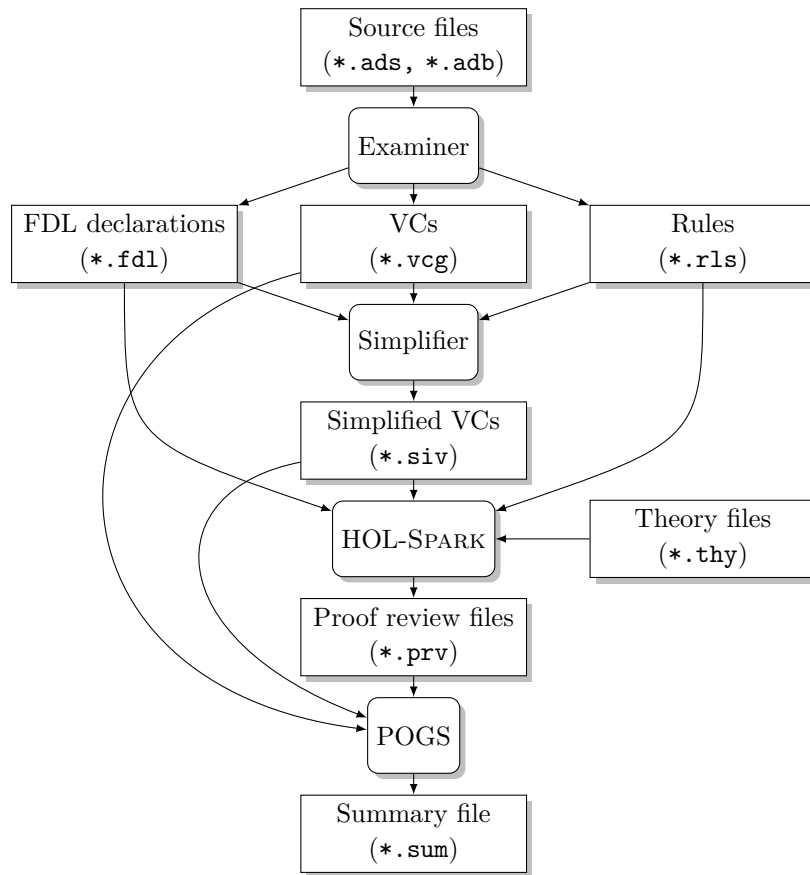 Source files
(*.ads, *.adb)
Examiner
FDL declarations
(*.fdl)
VCs
(*.vcg)
Rules
(*.rls)
Simplifier
Simplified VCs
(*.siv)
HOL-SPARK
Theory files
(*.thy)
Proof review files
(*.prv)
POGS
Summary file
(*.sum)